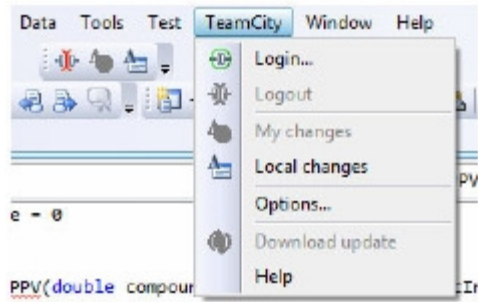 Data Tools Test TeamCity Window Help
Login...
Logout
My changes
Local changes
Options...
Download update
Help
PV
e = 0
PPV(double compour